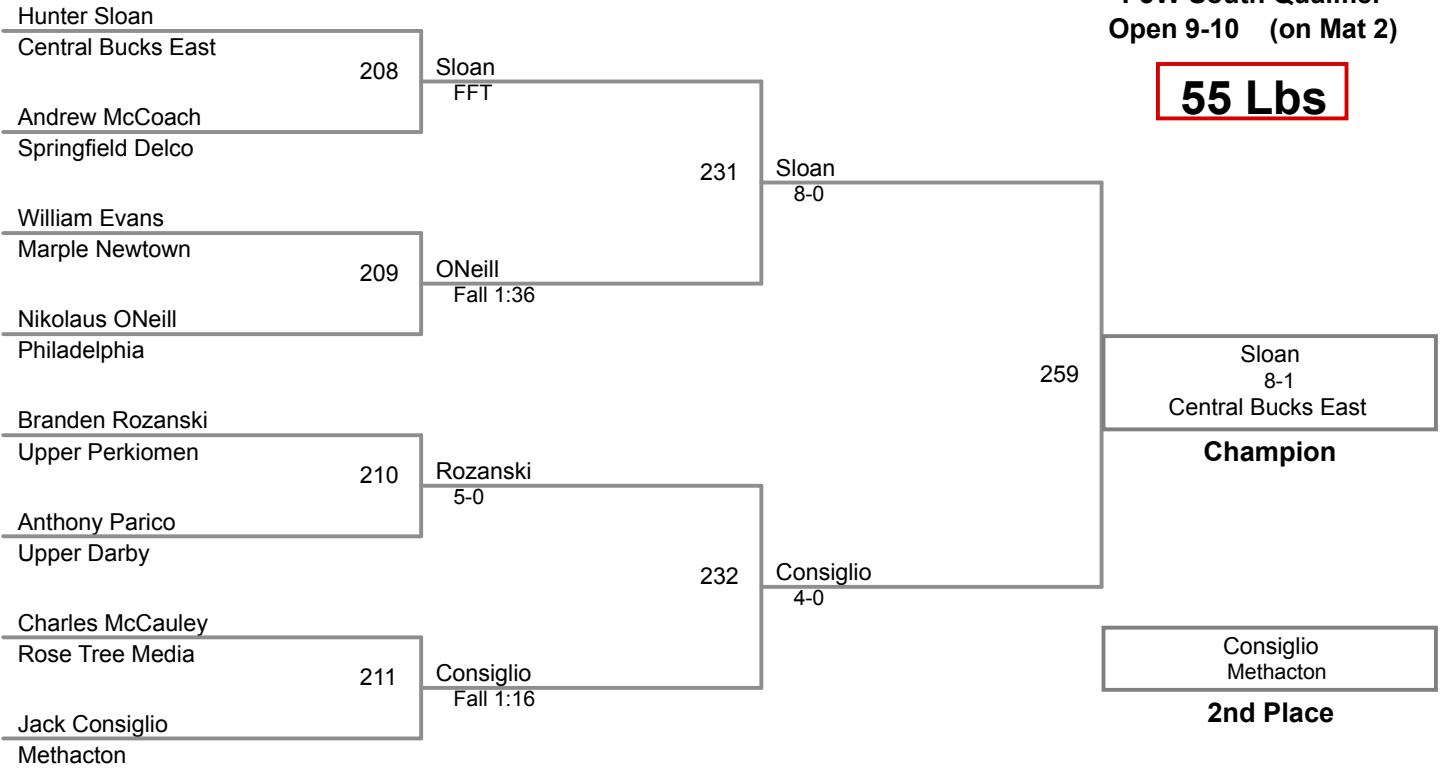 South Qualifier
Open 9-10 (on Mat 2)
55 Lbs
Hunter Sloan
Central Bucks East
208
Sloan
FFT
Andrew McCoach
Springfield Delco
231
Sloan
8-0
William Evans
Marple Newtown
209
ONeill
Fall 1:36
Nikolaus ONeill
Philadelphia
259
Sloan
8-1
Central Bucks East
Champion
Branden Rozanski
Upper Perkiomen
210
Rozanski
5-0
Anthony Parico
Upper Darby
232
Consiglio
4-0
Charles McCauley
Rose Tree Media
211
Consiglio
Fall 1:16
Jack Consiglio
Methacton
Consiglio
Methacton
2nd Place